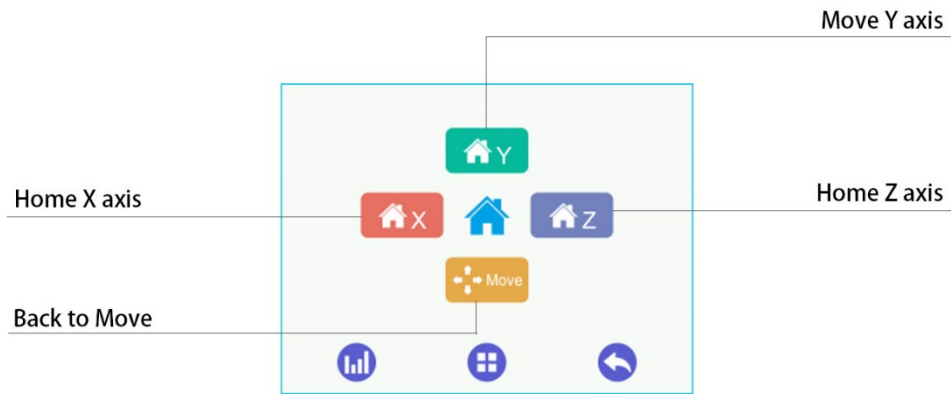 Move Y axis
Y
Home X axis
X
Z
Home Z axis
Move
Back to Move